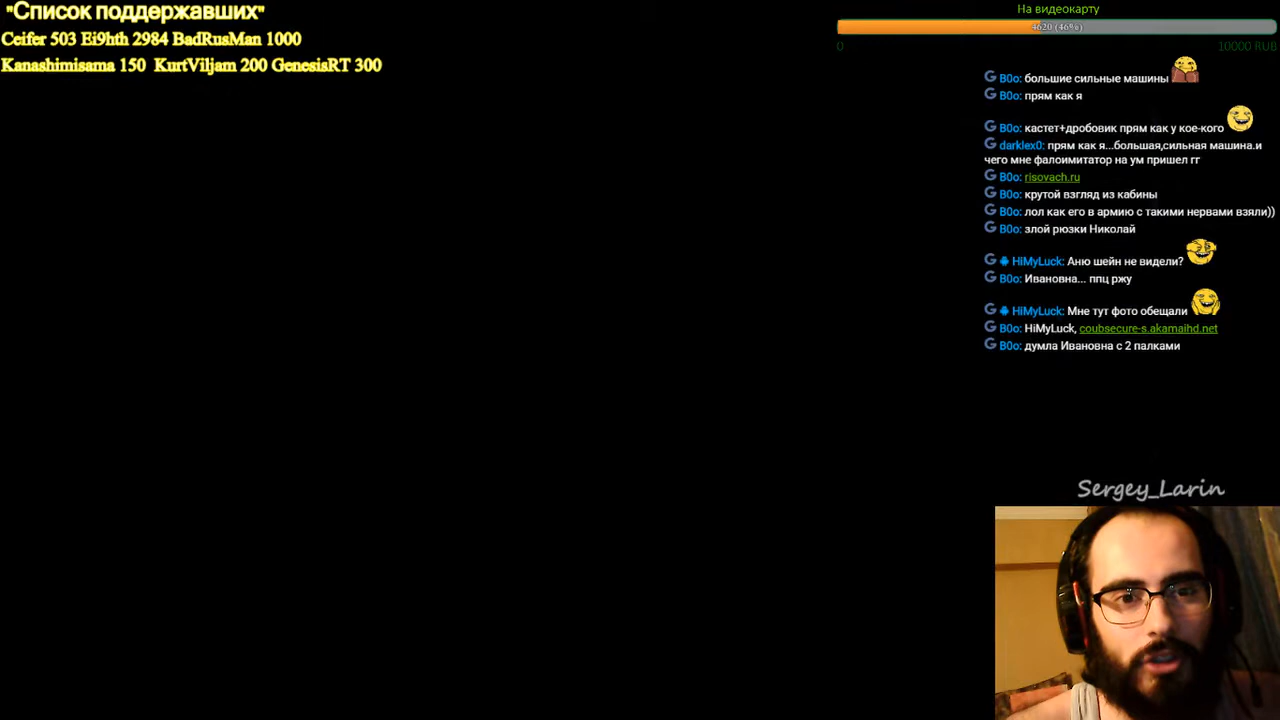 "Список поддержавших"
Ceifer 503 Ei9hth 2984 BadRusMan 1000
Kanashimisama 150 KurtViljam 200 GenesisRT 300
На видеокарту
4620 (46%)
0
10000 RUB
B0o: большие сильные машины
B0o: прям как я
B0o: кастет+дробовик прям как у кое-кого
darklex0: прям как я...большая,сильная машина.и
чего мне фалоимитатор на ум пришел гг
B0o: risovach.ru
B0o: крутой взгляд из кабины
B0o: лол как его в армию с такими нервами взяли))
B0o: злой рюзки Николай
HiMyLuck: Аню шейн не видели?
B0o: Ивановна... ппц ржу
HiMyLuck: Мне тут фото обещали
B0o: HiMyLuck, coubsecure-s.akamaihd.net
B0o: думла Ивановна с 2 палками
Sergey_Larin